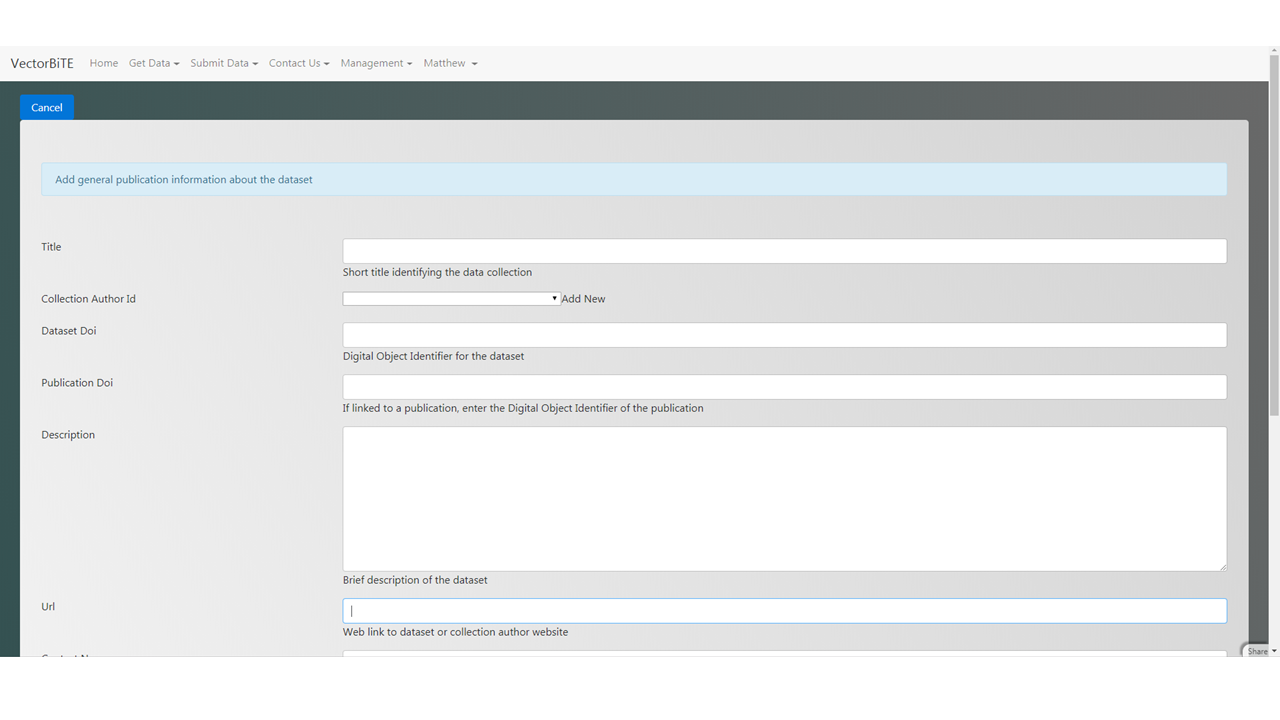 VectorBiTE Home Get Data Submit Data Contact Us Management Matthew
Cancel
Add general publication information about the dataset
Title
Short title identifying the data collection
Collection Author Id Add New
Dataset Doi
Digital Object Identifier for the dataset
Publication Doi
If linked to a publication, enter the Digital Object Identifier of the publication
Description
Brief description of the dataset
Url
Web link to dataset or collection author website
Share